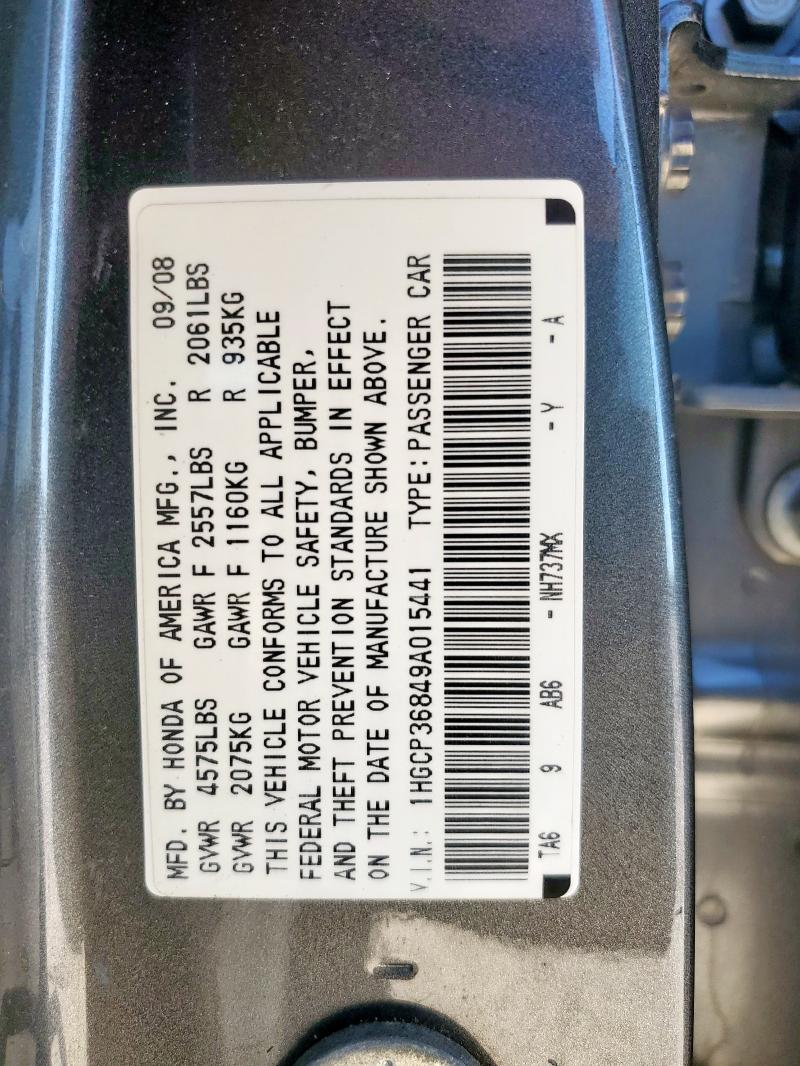 MFD. BY HONDA OF AMERICA MFG., INC. 09/08
GVWR 4575LBS GAWR F 2557LBS R 2061LBS
GVWR 2075KG GAWR F 1160KG R 935KG
THIS VEHICLE CONFORMS TO ALL APPLICABLE
FEDERAL MOTOR VEHICLE SAFETY, BUMPER,
AND THEFT PREVENTION STANDARDS IN EFFECT
ON THE DATE OF MANUFACTURE SHOWN ABOVE.
V.I.N.: 1HGCP36849A015441 TYPE: PASSENGER CAR
TA6 9 AB6 - NH737MX - Y - A